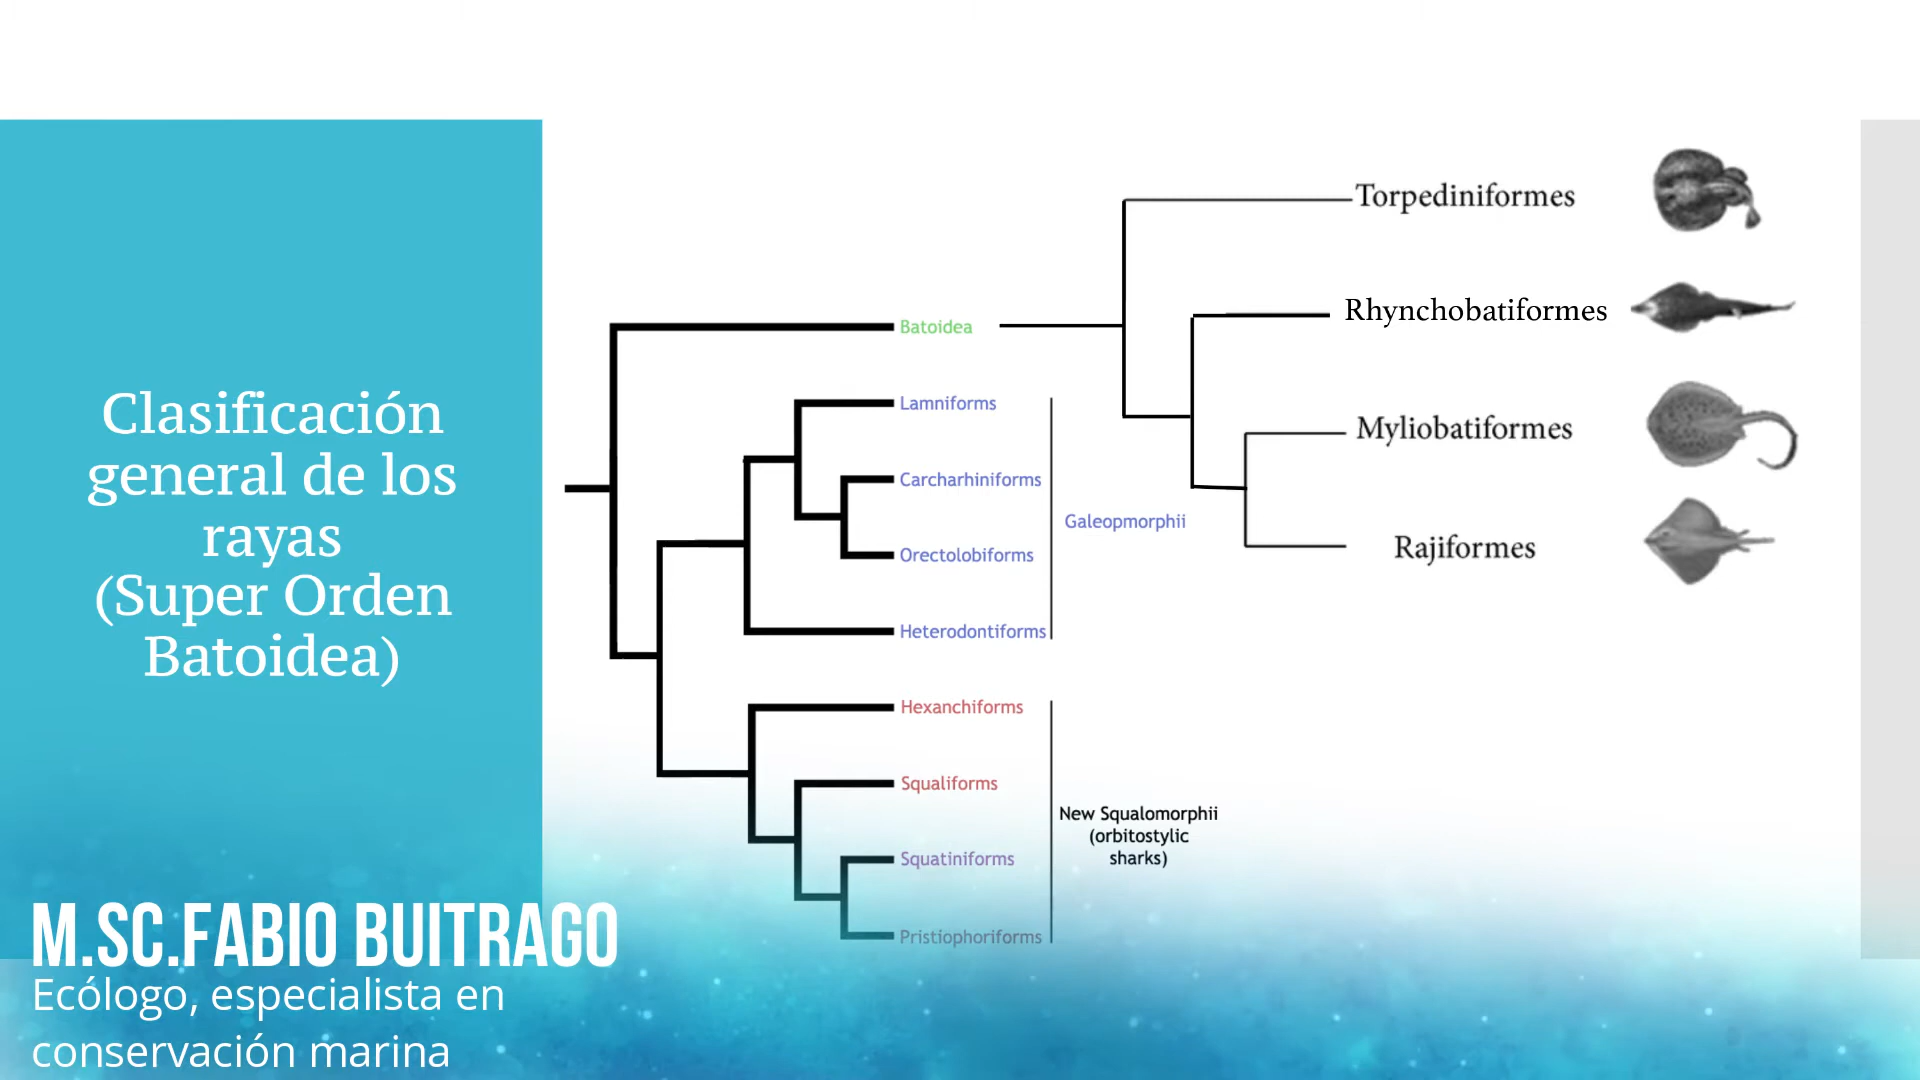 Clasificación
general de los
rayas
(Super Orden
Batoidea)
Batoidea
Lamniforms
Carcharhiniforms
Orectolobiforms
Heterodontiforms
Galeopmorphii
Hexanchiforms
Squaliforms
Squatiniforms
Pristiophoriforms
New Squalomorphii
(orbitostylic
sharks)
Torpediniformes
Rhynchobatiformes
Myliobatiformes
Rajiformes
M.SC.FABIO BUITRAGO
Ecólogo, especialista en
conservación marina